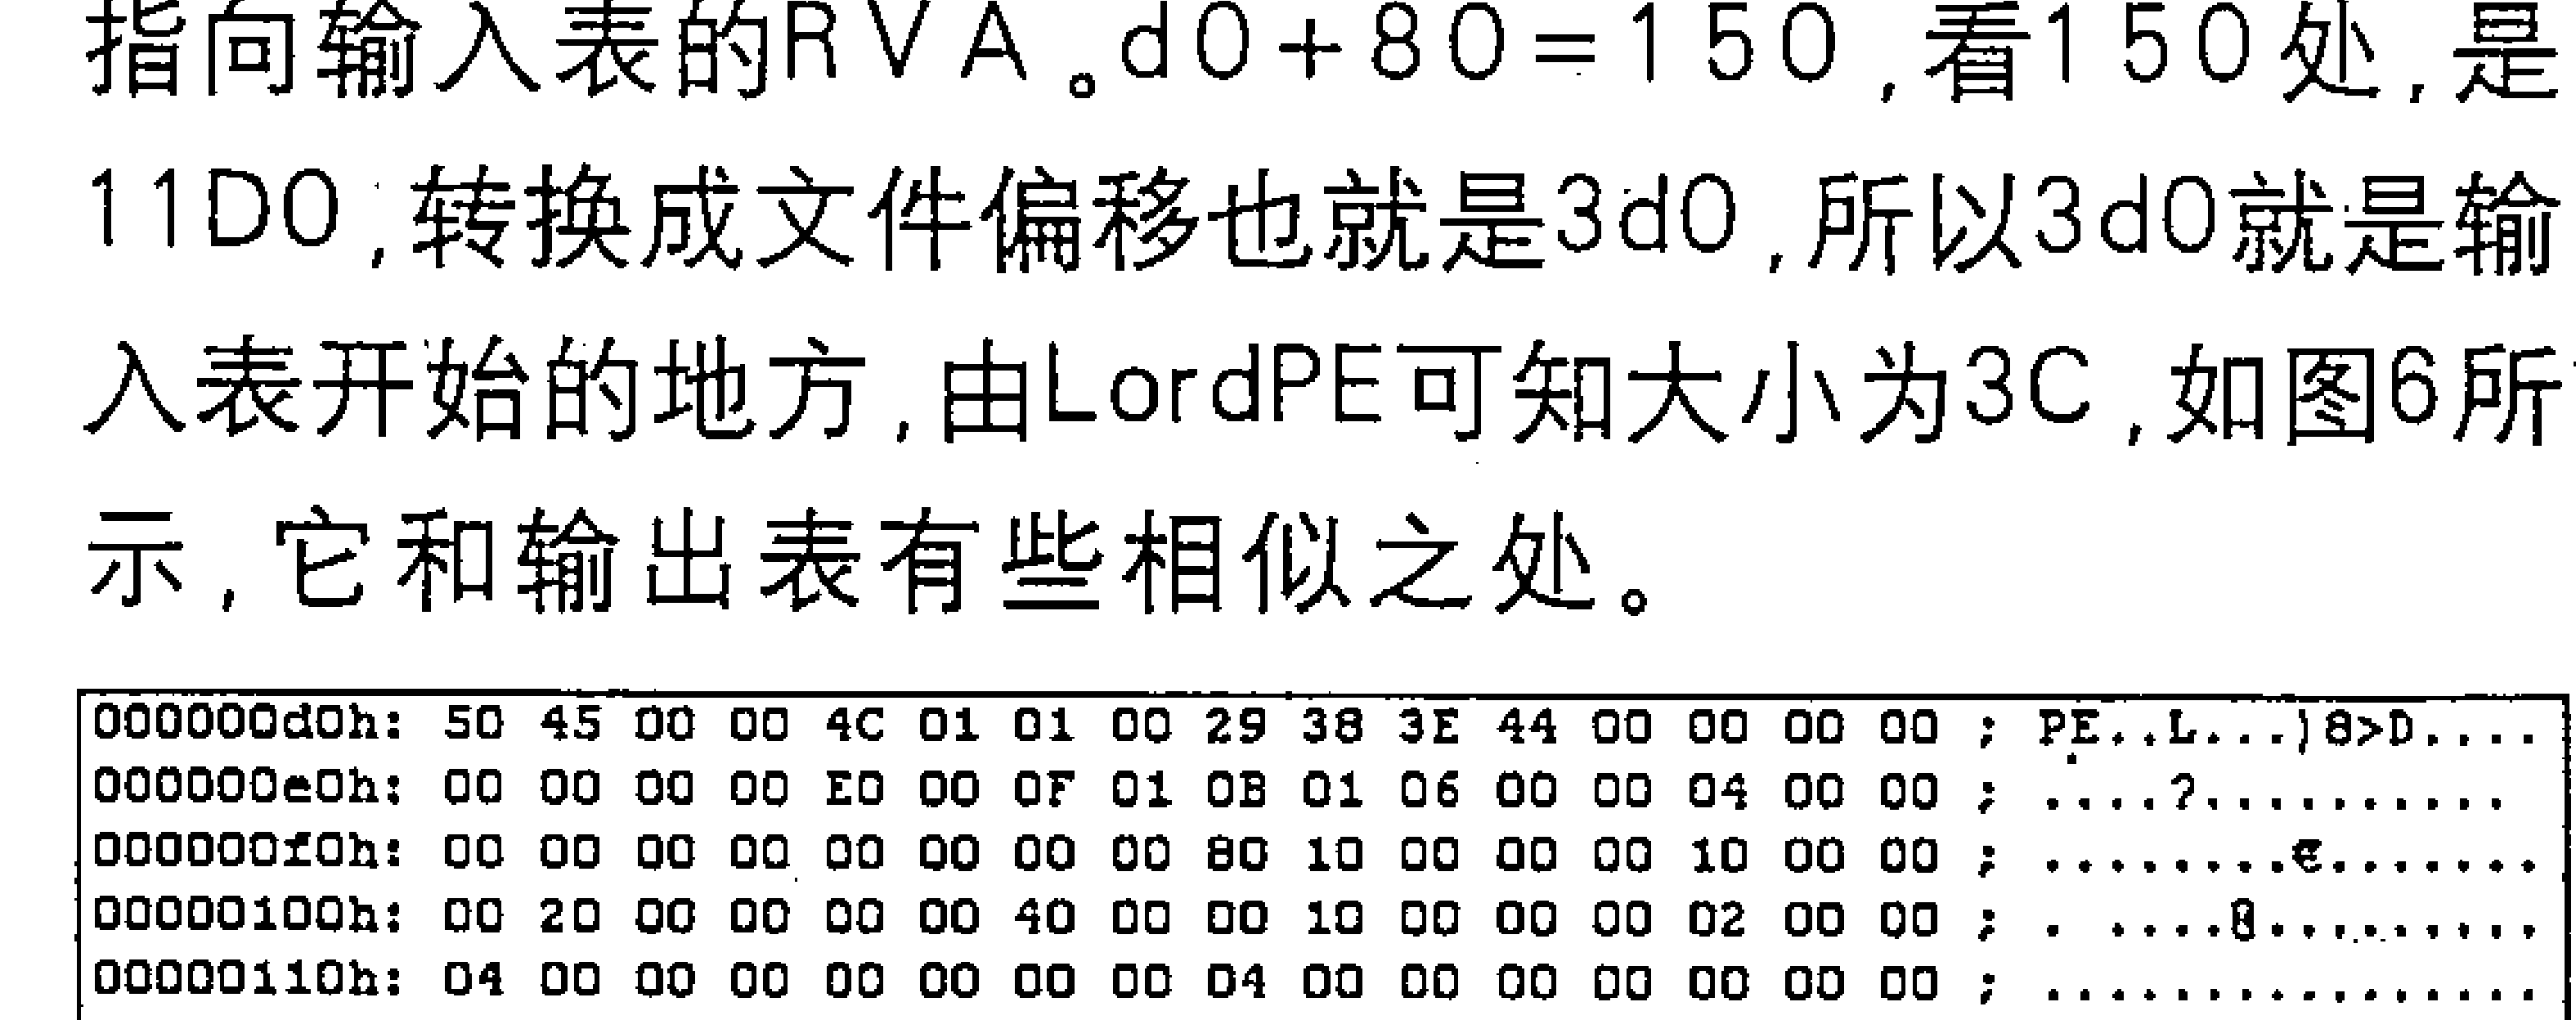 指向输入表的RVA。d0+80=150,看150处,是
11D0,转换成文件偏移也就是3d0,所以3d0就是输
入表开始的地方,由LordPE可知大小为3C,如图6所
示,它和输出表有些相似之处。
000000d0h: 50 45 00 00 4C 01 01 00 29 38 3E 44 00 00 00 00 ; PE..L...)8>D....
000000e0h: 00 00 00 00 E0 00 0F 01 0B 01 06 00 00 04 00 00 ; ....?..........
000000f0h: 00 00 00 00 00 00 00 00 80 10 00 00 00 10 00 00 ; ........€.......
00000100h: 00 20 00 00 00 00 40 00 00 10 00 00 00 02 00 00 ; . ....@.........
00000110h: 04 00 00 00 00 00 00 00 04 00 00 00 00 00 00 00 ; ................